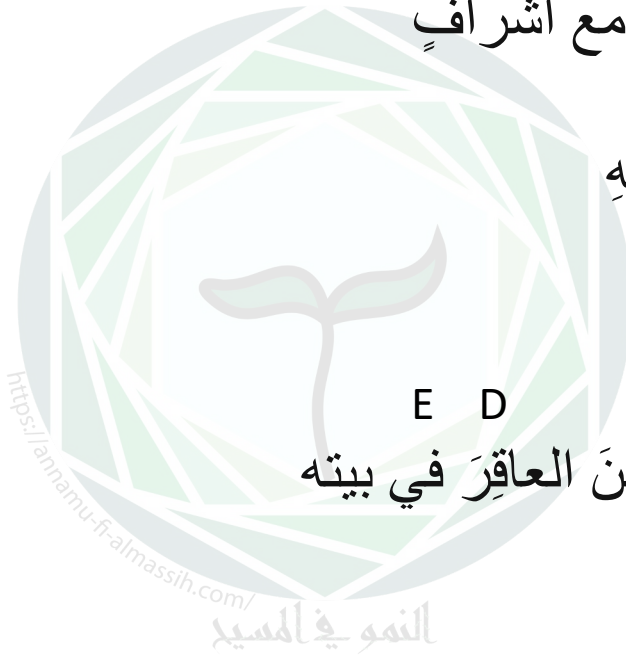 مع أشرافٍ
هِ
E D
نَ العاقِرَ في بيته
https://annamu-fi-almassih.com/
النمو في المسيح